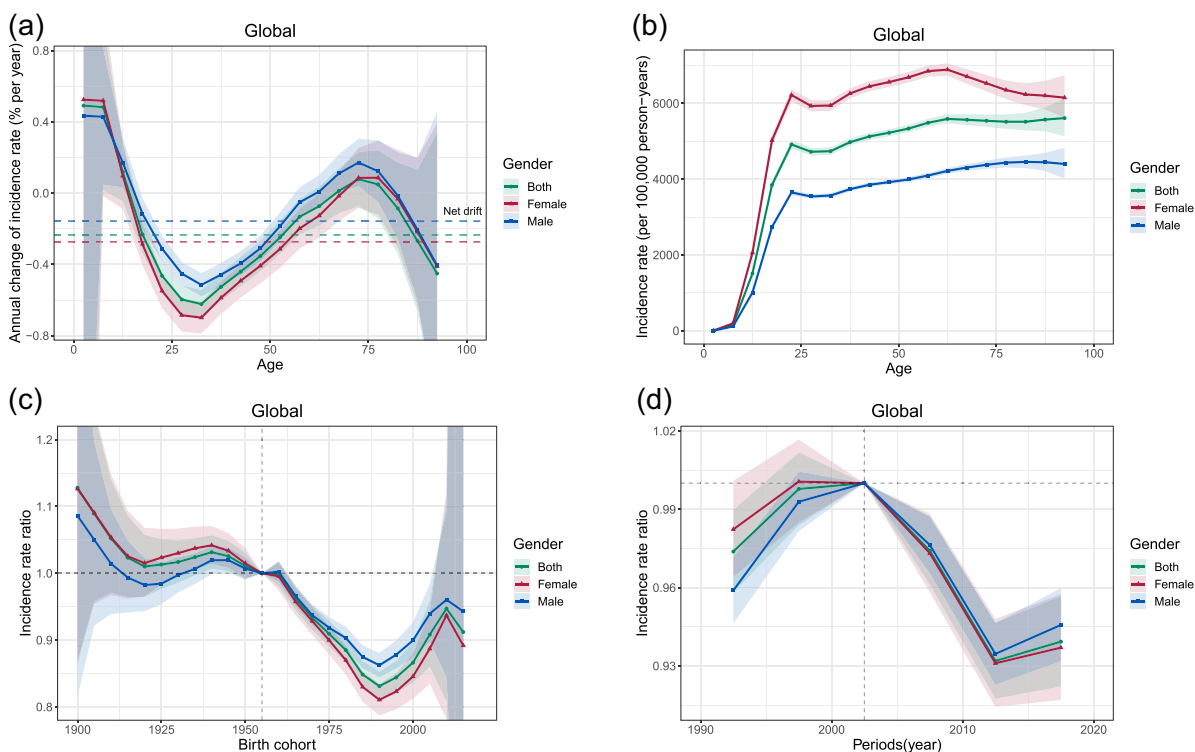 (a)
Global
Annual change of incidence rate (% per year)
0.8
0.4
0.0
−0.4
−0.8
Net drift
0
25
50
75
100
Age
Gender
Both
Female
Male
(b)
Global
Incidence rate (per 100,000 person−years)
6000
4000
2000
0
0
25
50
75
100
Age
Gender
Both
Female
Male
(c)
Global
Incidence rate ratio
1.2
1.1
1.0
0.9
0.8
1900
1925
1950
1975
2000
Birth cohort
Gender
Both
Female
Male
(d)
Global
Incidence rate ratio
1.02
0.99
0.96
0.93
1990
2000
2010
2020
Periods(year)
Gender
Both
Female
Male